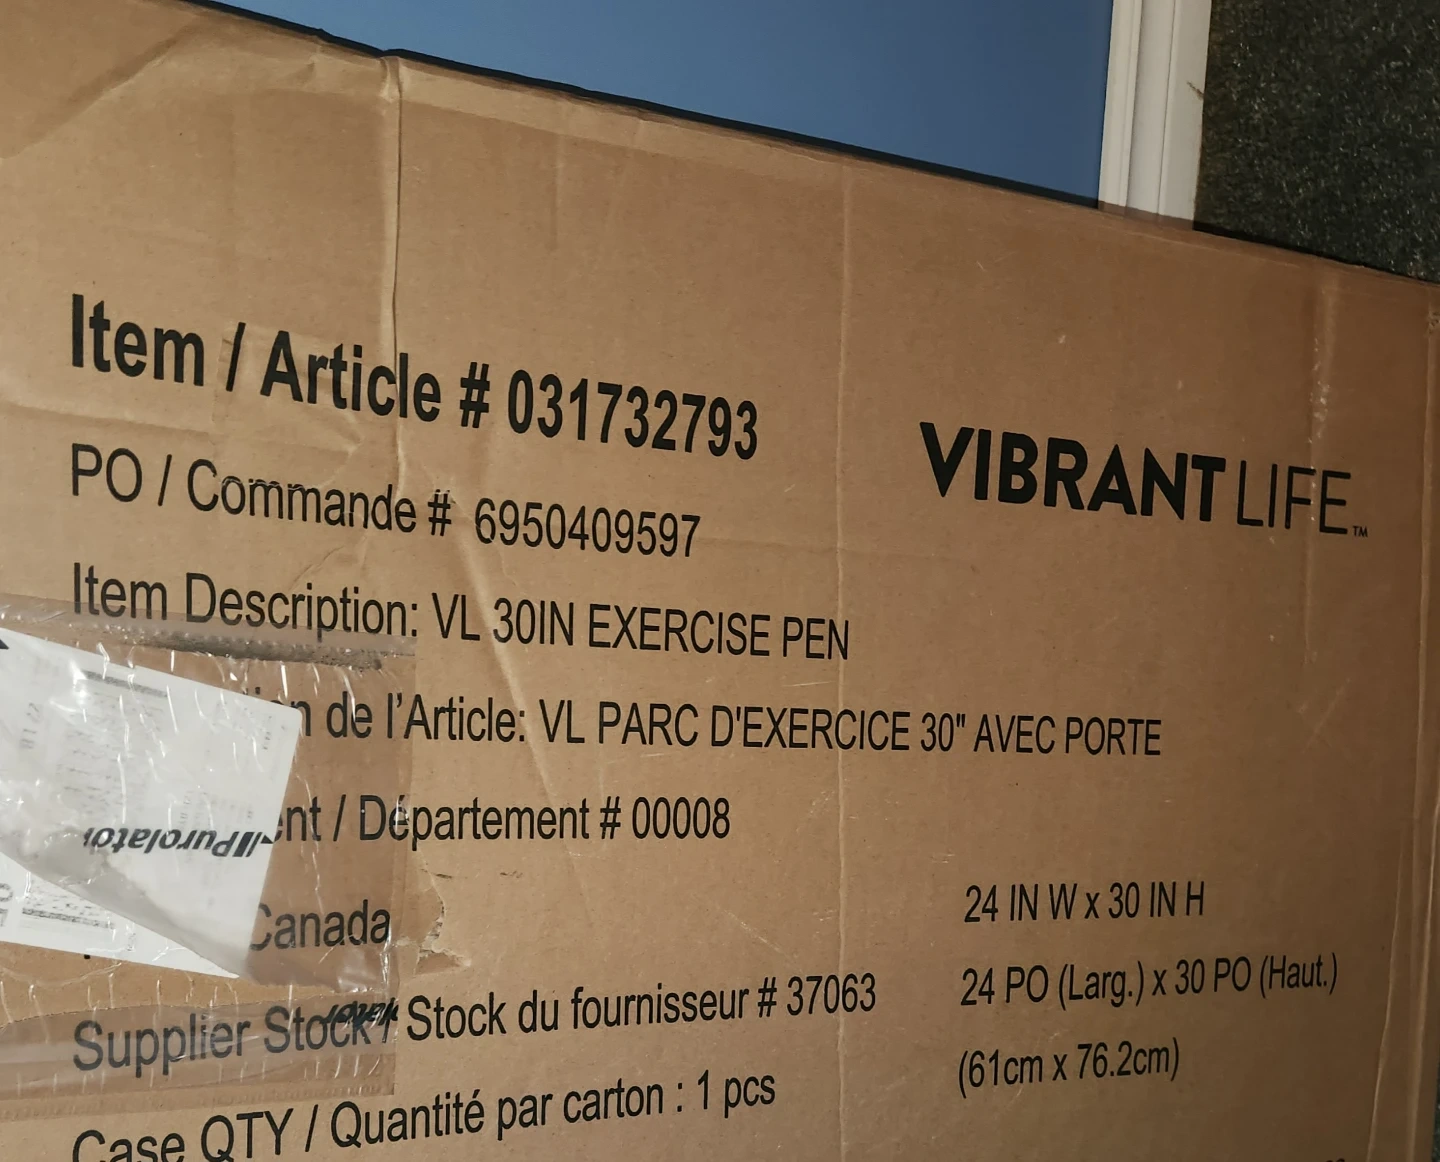 Item / Article # 031732793
VIBRANT LIFE™
PO / Commande # 6950409597
Item Description: VL 30IN EXERCISE PEN
de l'Article: VL PARC D'EXERCICE 30" AVEC PORTE
/ Département # 00008
Purolator
Canada
24 IN W x 30 IN H
24 PO (Larg.) x 30 PO (Haut.)
(61cm x 76.2cm)
Supplier Stock / Stock du fournisseur # 37063
Case QTY / Quantité par carton : 1 pcs